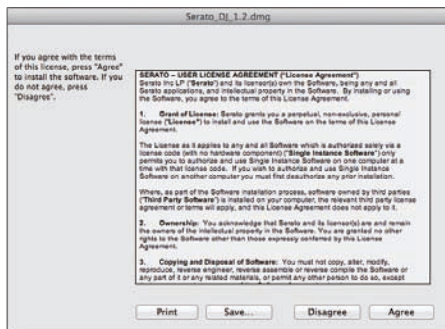 Serato_DJ_1.2.dmg
If you agree with the terms
of this license, press "Agree"
to install the software. If you
do not agree, press
"Disagree".
SERATO – USER LICENSE AGREEMENT ("License Agreement")
Serato Inc LP ("Serato") and its licensor(s) own the Software, being any and all
Serato applications, and intellectual property in the Software. By installing or using
the Software, you agree to the terms of this License Agreement.
1. Grant of License: Serato grants you a perpetual, non-exclusive, personal
license ("License") to install and use the Software on the terms of this License
Agreement.
The License as it applies to any and all Software which is authorized solely via a
license code (with no hardware component) ("Single Instance Software") only
permits you to authorize and use Single Instance Software on one computer at a
time with that license code. If you wish to authorize and use Single Instance
Software on another computer you must first deauthorize any prior installation.
Where, as part of the Software installation process, software owned by third parties
("Third Party Software") is installed on your computer, the relevant third party license
agreement or terms will apply, and this License Agreement does not apply to it.
2. Ownership: You acknowledge that Serato and its licensor(s) are and remain
the owners of the intellectual property in the Software. You are granted no other
rights to the Software other than those expressly conferred by this License
Agreement.
3. Copying and Disposal of Software: You must not copy, alter, modify,
reproduce, reverse engineer, reverse assemble or reverse compile the Software or
any part of it or any related materials, or permit any other person to do so, except
Print
Save...
Disagree
Agree